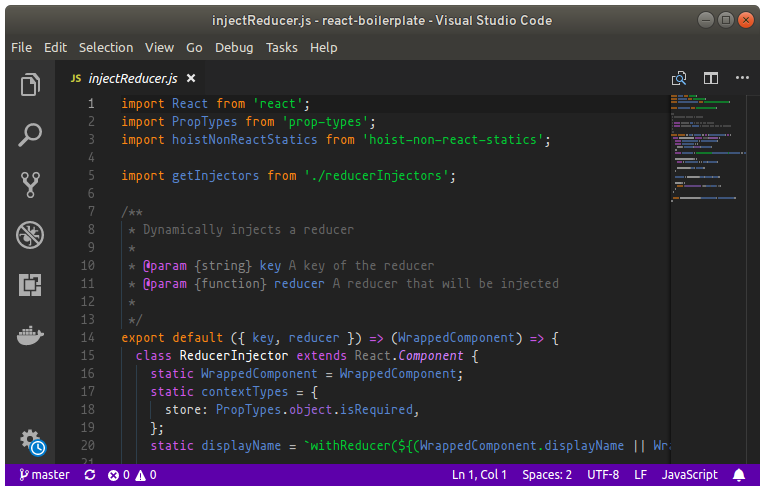 injectReducer.js - react-boilerplate - Visual Studio Code
File Edit Selection View Go Debug Tasks Help
JS injectReducer.js ×
1 import React from 'react';
2 import PropTypes from 'prop-types';
3 import hoistNonReactStatics from 'hoist-non-react-statics';
4
5 import getInjectors from './reducerInjectors';
6
7 /**
8 * Dynamically injects a reducer
9 *
10 * @param {string} key A key of the reducer
11 * @param {function} reducer A reducer that will be injected
12 *
13 */
14 export default ({ key, reducer }) => (WrappedComponent) => {
15 class ReducerInjector extends React.Component {
16 static WrappedComponent = WrappedComponent;
17 static contextTypes = {
18 store: PropTypes.object.isRequired,
19 };
20 static displayName = `withReducer(${(WrappedComponent.displayName || Wr
21
master 0 0 Ln 1, Col 1 Spaces: 2 UTF-8 LF JavaScript